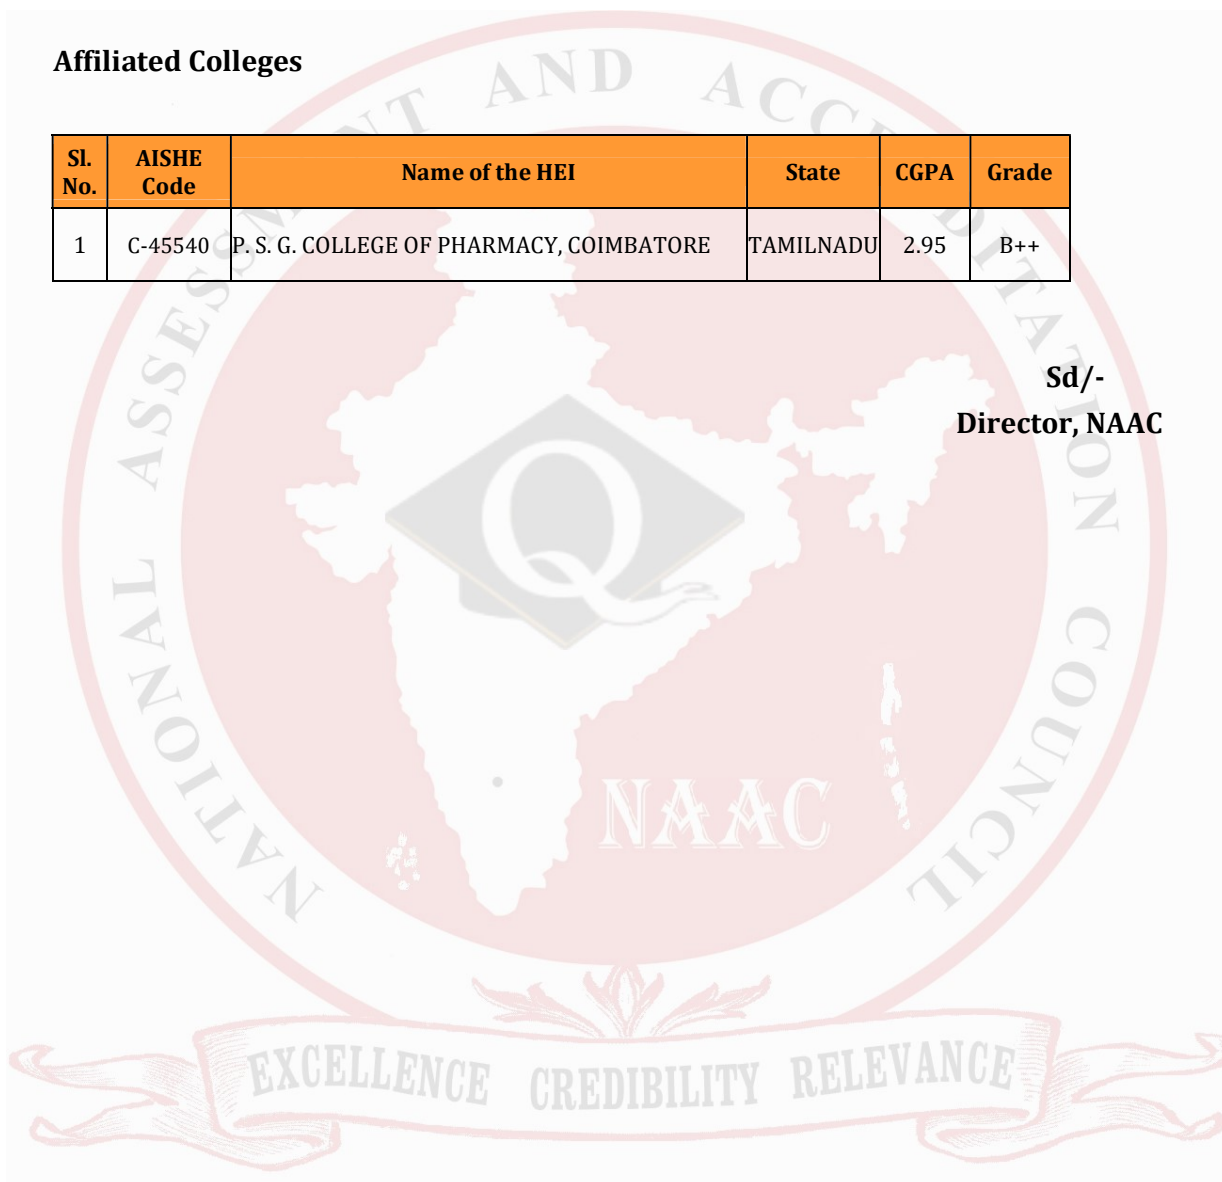 Affiliated Colleges
Sl. No. AISHE Code Name of the HEI State CGPA Grade
1 C-45540 P. S. G. COLLEGE OF PHARMACY, COIMBATORE TAMILNADU 2.95 B++
Sd/-
Director, NAAC
NATIONAL ASSESSMENT AND ACCREDITATION COUNCIL
Q
NAAC
EXCELLENCE CREDIBILITY RELEVANCE